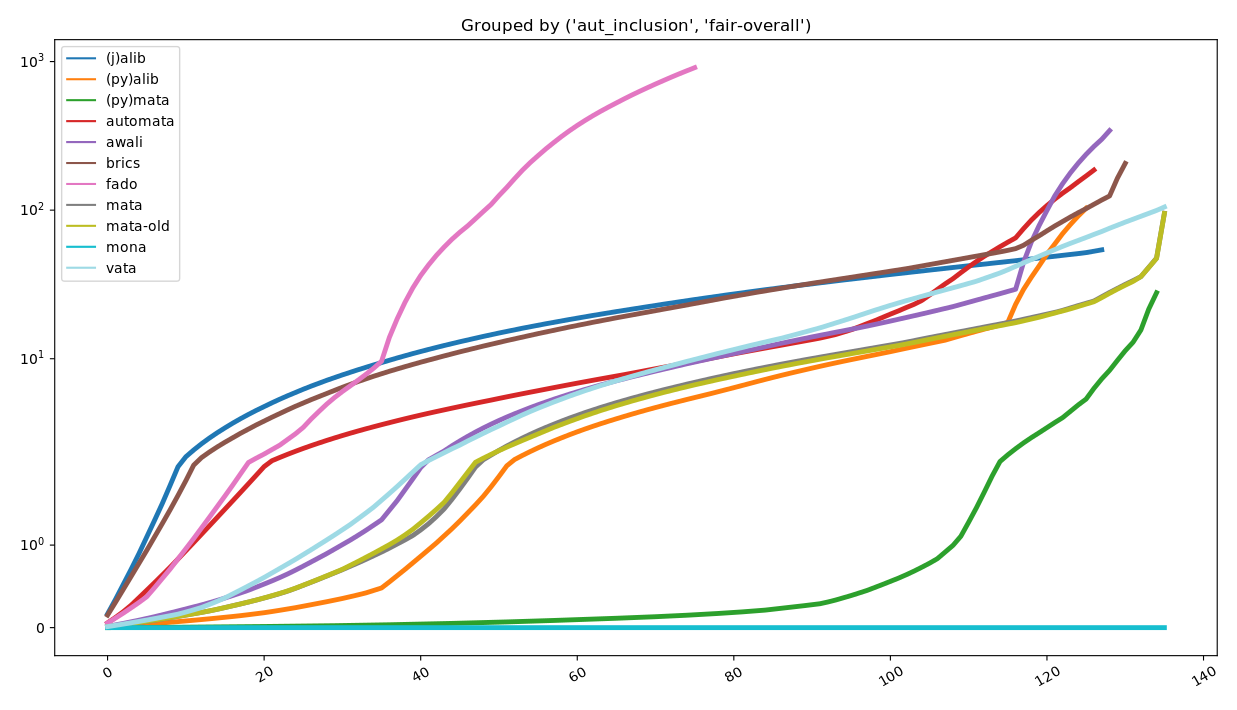 Grouped by ('aut_inclusion', 'fair-overall')
(j)alib
(py)alib
(py)mata
automata
awali
brics
fado
mata
mata-old
mona
vata
10³
10²
10¹
10⁰
0
0
20
40
60
80
100
120
140